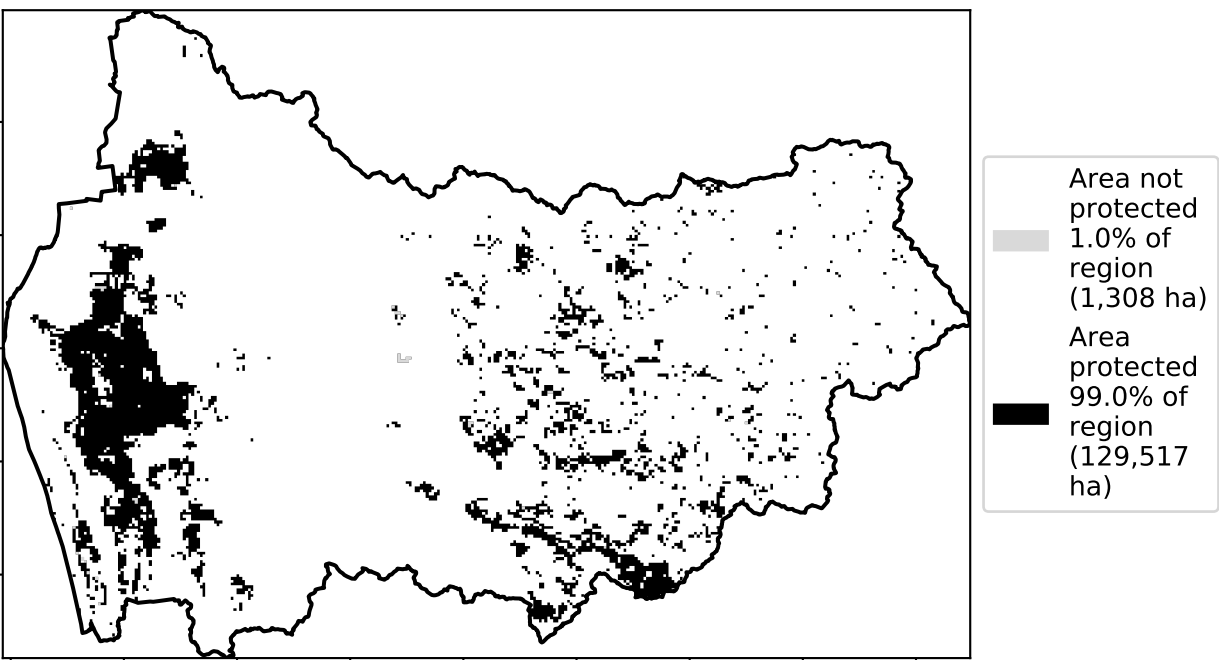 Area not
protected
1.0% of
region
(1,308 ha)
Area
protected
99.0% of
region
(129,517
ha)